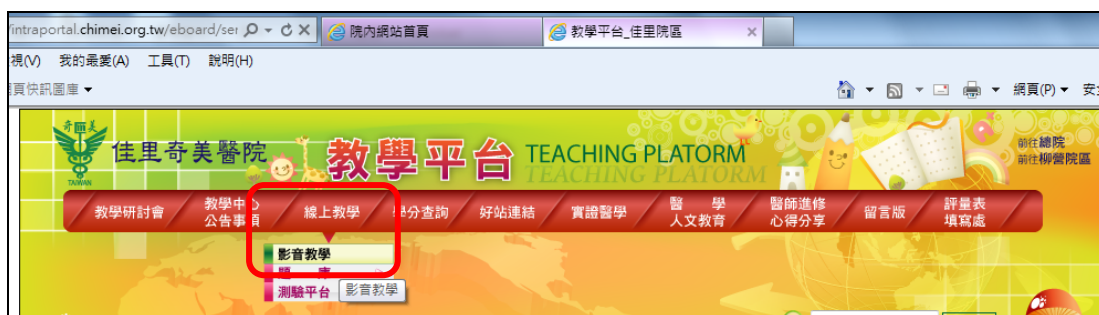 intraportal.chimei.org.tw/eboard/ser
院內網站首頁
教學平台_佳里院區
視(V) 我的最愛(A) 工具(T) 說明(H)
頁快訊圖庫
網頁(P)
奇美
TAIWAN
佳里奇美醫院
教學平台
TEACHING PLATORM
TEACHING PLATORM
前往總院
前往柳營院區
教學研討會
教學中心
公告事項
線上教學
學分查詢
好站連結
實證醫學
醫 學
人文教育
醫師進修
心得分享
留言版
評量表
填寫處
影音教學
題 庫
測驗平台
影音教學